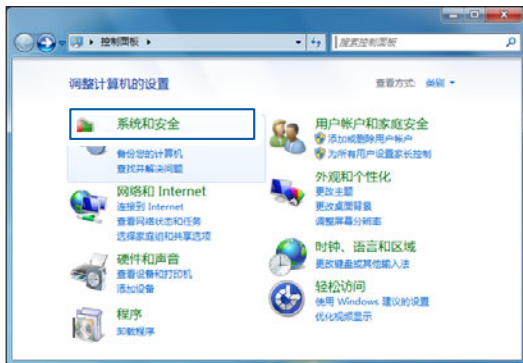 控制面板
搜索控制面板
调整计算机的设置
查看方式: 类别
系统和安全
备份您的计算机
查找并解决问题
网络和 Internet
连接到 Internet
查看网络状态和任务
选择家庭组和共享选项
硬件和声音
查看设备和打印机
添加设备
程序
卸载程序
用户帐户和家庭安全
添加或删除用户帐户
为所有用户设置家长控制
外观和个性化
更改主题
更改桌面背景
调整屏幕分辨率
时钟、语言和区域
更改键盘或其他输入法
轻松访问
使用 Windows 建议的设置
优化视频显示